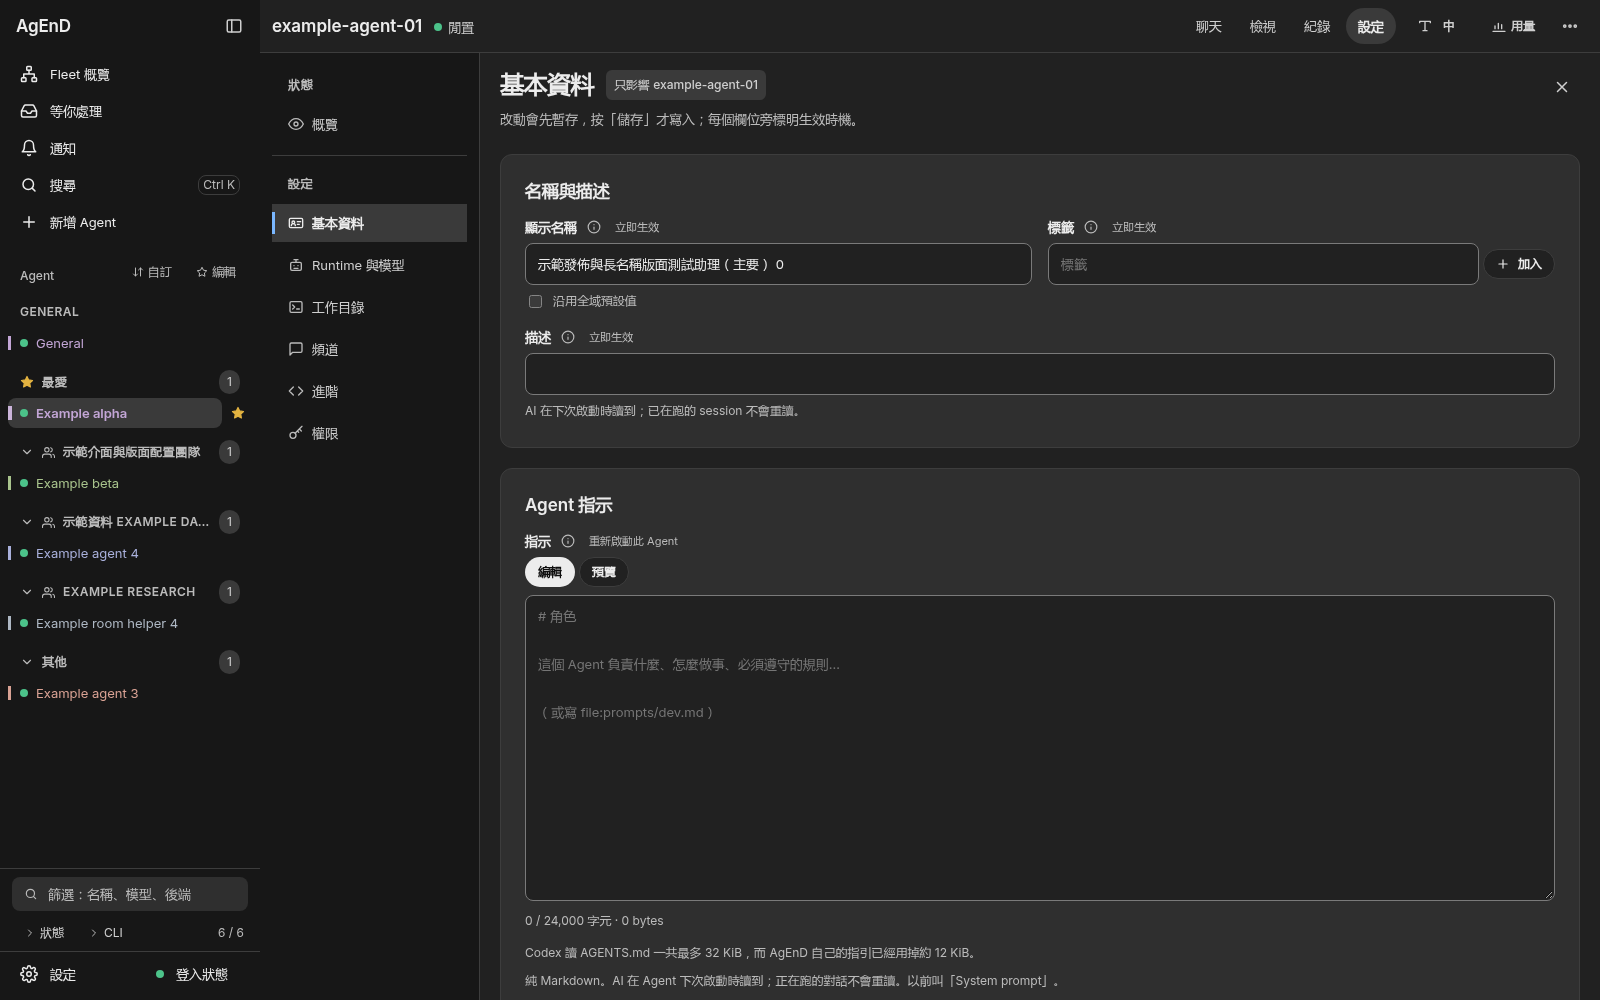 AgEnD
Fleet 概覽
等你處理
通知
搜尋 Ctrl K
新增 Agent
Agent 自訂 編輯
GENERAL
General
最愛 1
Example alpha
示範介面與版面配置團隊 1
Example beta
示範資料 EXAMPLE DA... 1
Example agent 4
EXAMPLE RESEARCH 1
Example room helper 4
其他 1
Example agent 3
篩選：名稱、模型、後端
狀態 CLI 6 / 6
設定 登入狀態
example-agent-01 閒置
聊天 檢視 紀錄 設定 T 中 用量
狀態
概覽
設定
基本資料
Runtime 與模型
工作目錄
頻道
進階
權限
基本資料 只影響 example-agent-01
改動會先暫存，按「儲存」才寫入；每個欄位旁標明生效時機。
名稱與描述
顯示名稱 立即生效
示範發佈與長名稱版面測試助理（主要）0
沿用全域預設值
標籤 立即生效
標籤 加入
描述 立即生效
AI 在下次啟動時讀到；已在跑的 session 不會重讀。
Agent 指示
指示 重新啟動此 Agent
編輯 預覽
# 角色
這個 Agent 負責什麼、怎麼做事、必須遵守的規則...
（或寫 file:prompts/dev.md）
0 / 24,000 字元 · 0 bytes
Codex 讀 AGENTS.md 一共最多 32 KiB，而 AgEnD 自己的指引已經用掉約 12 KiB。
純 Markdown。AI 在 Agent 下次啟動時讀到；正在跑的對話不會重讀。以前叫「System prompt」。